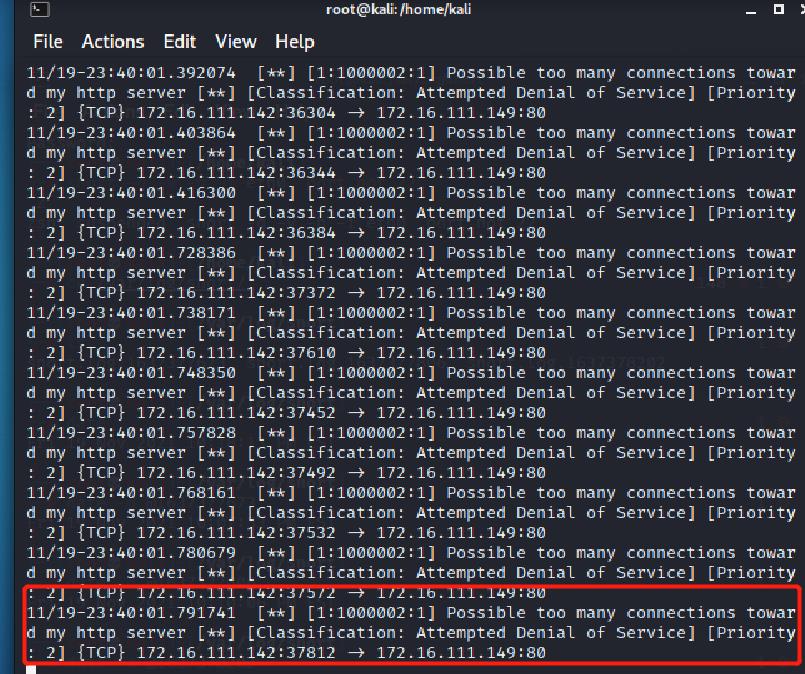 root@kali: /home/kali
File Actions Edit View Help
11/19-23:40:01.392074 [**] [1:1000002:1] Possible too many connections towar
d my http server [**] [Classification: Attempted Denial of Service] [Priority
: 2] {TCP} 172.16.111.142:36304 → 172.16.111.149:80
11/19-23:40:01.403864 [**] [1:1000002:1] Possible too many connections towar
d my http server [**] [Classification: Attempted Denial of Service] [Priority
: 2] {TCP} 172.16.111.142:36344 → 172.16.111.149:80
11/19-23:40:01.416300 [**] [1:1000002:1] Possible too many connections towar
d my http server [**] [Classification: Attempted Denial of Service] [Priority
: 2] {TCP} 172.16.111.142:36384 → 172.16.111.149:80
11/19-23:40:01.728386 [**] [1:1000002:1] Possible too many connections towar
d my http server [**] [Classification: Attempted Denial of Service] [Priority
: 2] {TCP} 172.16.111.142:37372 → 172.16.111.149:80
11/19-23:40:01.738171 [**] [1:1000002:1] Possible too many connections towar
d my http server [**] [Classification: Attempted Denial of Service] [Priority
: 2] {TCP} 172.16.111.142:37610 → 172.16.111.149:80
11/19-23:40:01.748350 [**] [1:1000002:1] Possible too many connections towar
d my http server [**] [Classification: Attempted Denial of Service] [Priority
: 2] {TCP} 172.16.111.142:37452 → 172.16.111.149:80
11/19-23:40:01.757828 [**] [1:1000002:1] Possible too many connections towar
d my http server [**] [Classification: Attempted Denial of Service] [Priority
: 2] {TCP} 172.16.111.142:37492 → 172.16.111.149:80
11/19-23:40:01.768161 [**] [1:1000002:1] Possible too many connections towar
d my http server [**] [Classification: Attempted Denial of Service] [Priority
: 2] {TCP} 172.16.111.142:37532 → 172.16.111.149:80
11/19-23:40:01.780679 [**] [1:1000002:1] Possible too many connections towar
d my http server [**] [Classification: Attempted Denial of Service] [Priority
: 2] {TCP} 172.16.111.142:37572 → 172.16.111.149:80
11/19-23:40:01.791741 [**] [1:1000002:1] Possible too many connections towar
d my http server [**] [Classification: Attempted Denial of Service] [Priority
: 2] {TCP} 172.16.111.142:37812 → 172.16.111.149:80